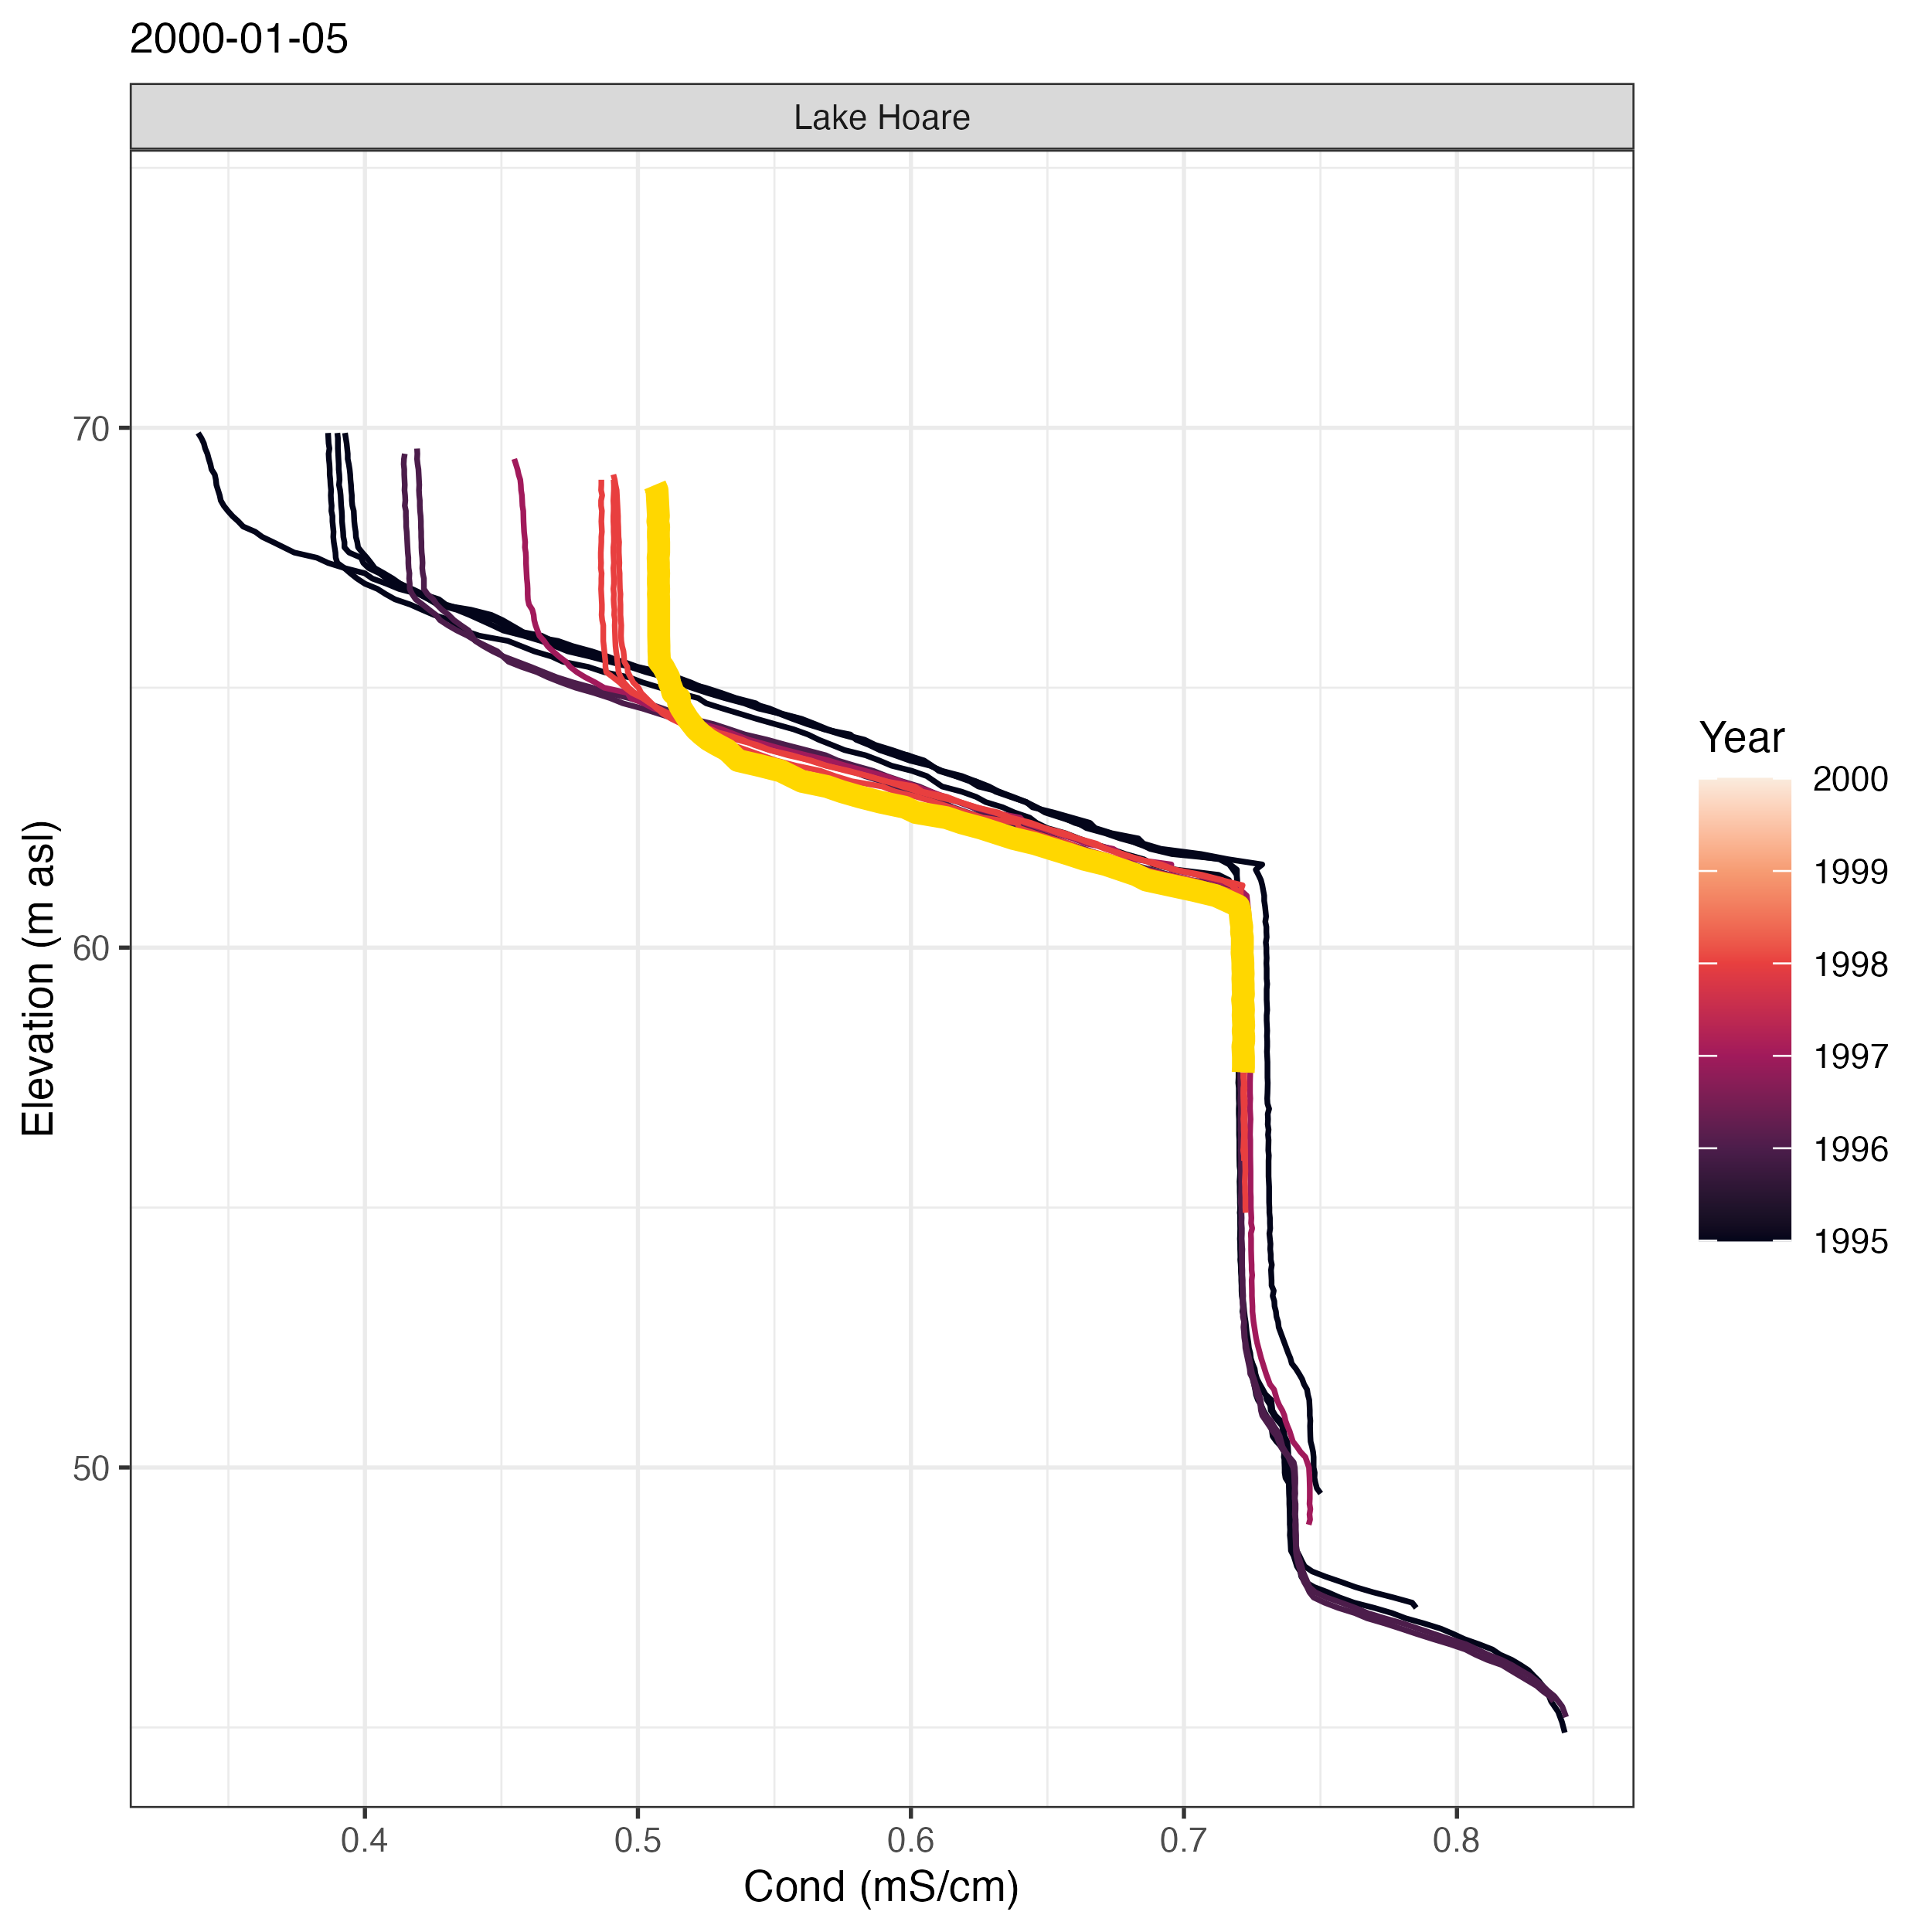 2000-01-05
Lake Hoare
70
60
50
Elevation (m asl)
0.4 0.5 0.6 0.7 0.8
Cond (mS/cm)
Year
2000
1999
1998
1997
1996
1995